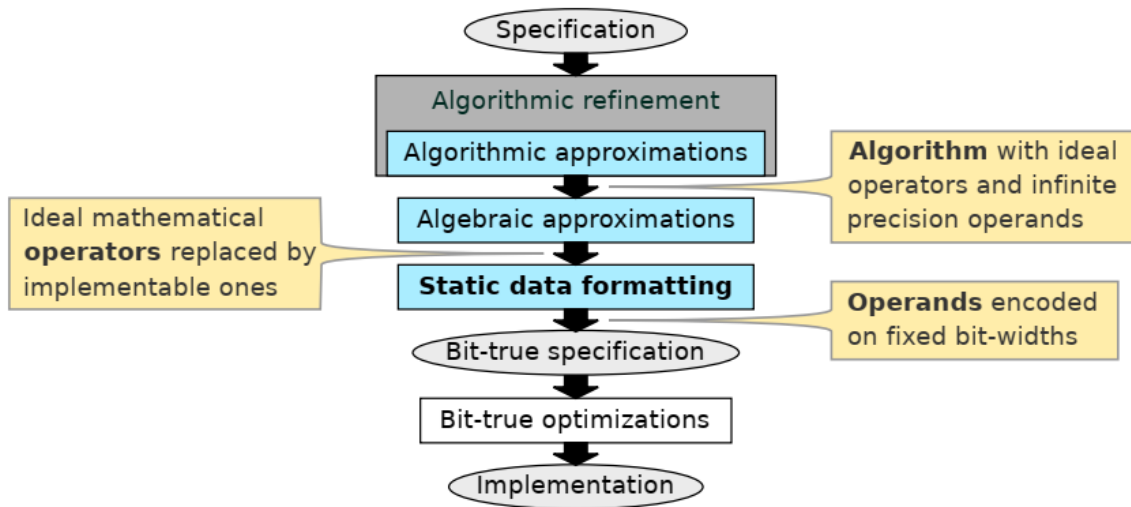 Specification
Algorithmic refinement
Algorithmic approximations
Algorithm with ideal
operators and infinite
precision operands
Algebraic approximations
Ideal mathematical
operators replaced by
implementable ones
Static data formatting
Operands encoded
on fixed bit-widths
Bit-true specification
Bit-true optimizations
Implementation